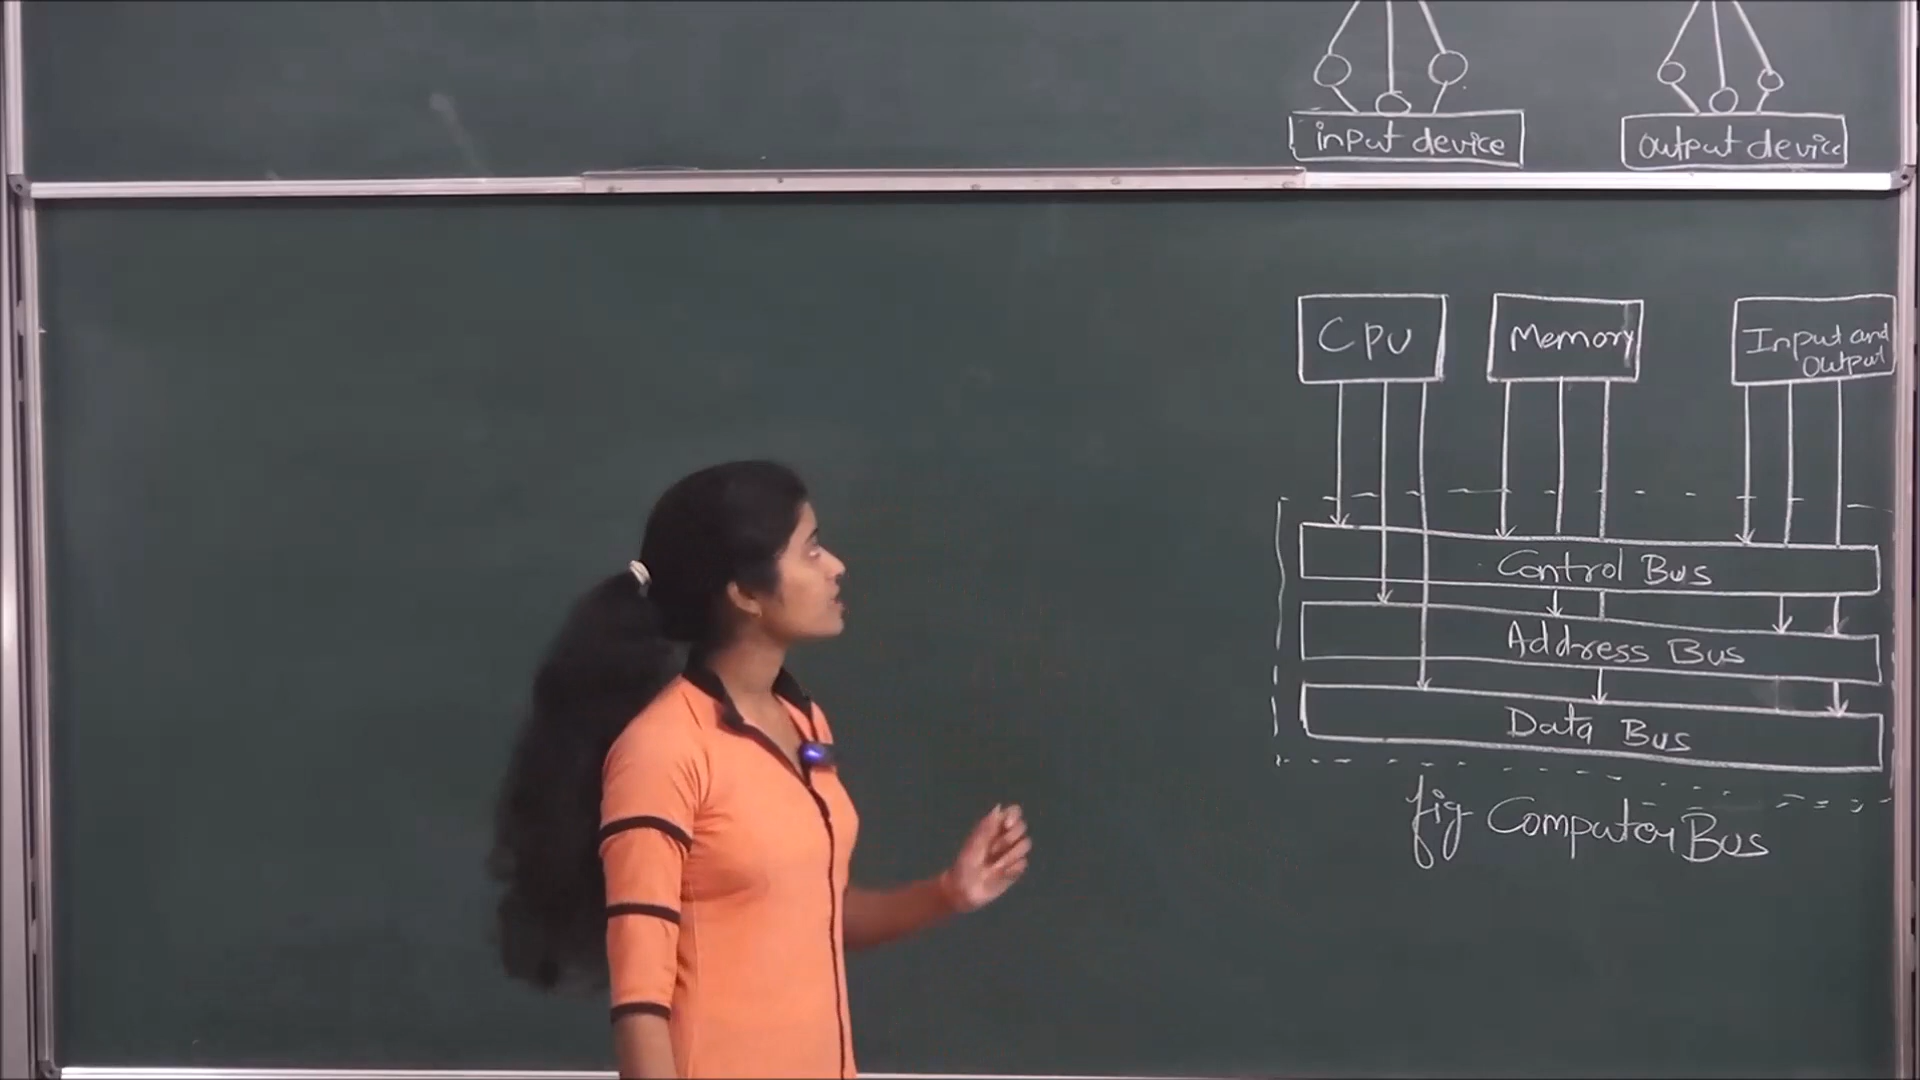 input device
output device
CPU
Memory
Input and
Output
Control Bus
Address Bus
Data Bus
fig Computer Bus